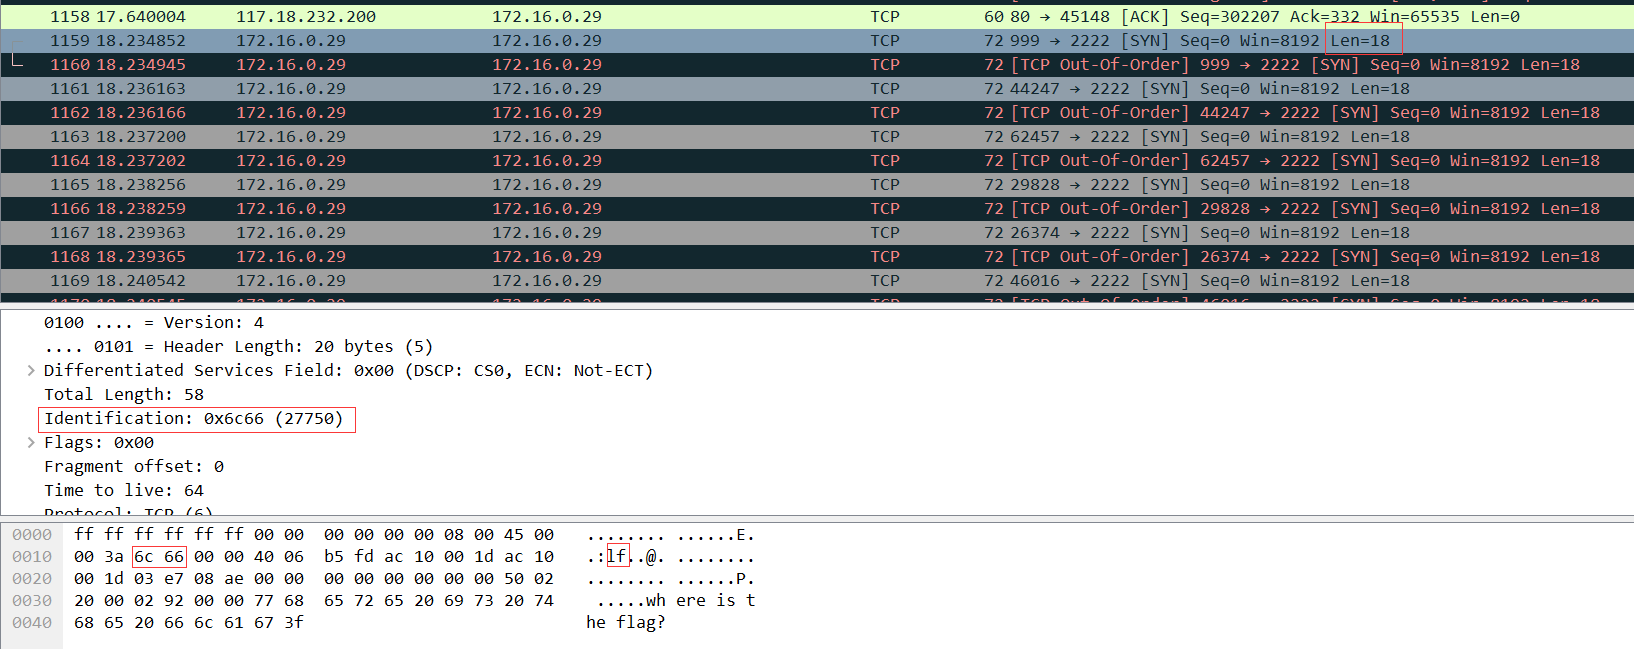 1158 17.640004 117.18.232.200 172.16.0.29 TCP 60 80 → 45148 [ACK] Seq=302207 Ack=332 Win=65535 Len=0
1159 18.234852 172.16.0.29 172.16.0.29 TCP 72 999 → 2222 [SYN] Seq=0 Win=8192 Len=18
1160 18.234945 172.16.0.29 172.16.0.29 TCP 72 [TCP Out-Of-Order] 999 → 2222 [SYN] Seq=0 Win=8192 Len=18
1161 18.236163 172.16.0.29 172.16.0.29 TCP 72 44247 → 2222 [SYN] Seq=0 Win=8192 Len=18
1162 18.236166 172.16.0.29 172.16.0.29 TCP 72 [TCP Out-Of-Order] 44247 → 2222 [SYN] Seq=0 Win=8192 Len=18
1163 18.237200 172.16.0.29 172.16.0.29 TCP 72 62457 → 2222 [SYN] Seq=0 Win=8192 Len=18
1164 18.237202 172.16.0.29 172.16.0.29 TCP 72 [TCP Out-Of-Order] 62457 → 2222 [SYN] Seq=0 Win=8192 Len=18
1165 18.238256 172.16.0.29 172.16.0.29 TCP 72 29828 → 2222 [SYN] Seq=0 Win=8192 Len=18
1166 18.238259 172.16.0.29 172.16.0.29 TCP 72 [TCP Out-Of-Order] 29828 → 2222 [SYN] Seq=0 Win=8192 Len=18
1167 18.239363 172.16.0.29 172.16.0.29 TCP 72 26374 → 2222 [SYN] Seq=0 Win=8192 Len=18
1168 18.239365 172.16.0.29 172.16.0.29 TCP 72 [TCP Out-Of-Order] 26374 → 2222 [SYN] Seq=0 Win=8192 Len=18
1169 18.240542 172.16.0.29 172.16.0.29 TCP 72 46016 → 2222 [SYN] Seq=0 Win=8192 Len=18
0100 .... = Version: 4
.... 0101 = Header Length: 20 bytes (5)
Differentiated Services Field: 0x00 (DSCP: CS0, ECN: Not-ECT)
Total Length: 58
Identification: 0x6c66 (27750)
Flags: 0x00
Fragment offset: 0
Time to live: 64
Protocol: TCP (6)
0000 ff ff ff ff ff ff 00 00 00 00 00 00 08 00 45 00 ........ ......E.
0010 00 3a 6c 66 00 00 40 06 b5 fd ac 10 00 1d ac 10 .:lf..@. ........
0020 00 1d 03 e7 08 ae 00 00 00 00 00 00 00 00 50 02 ........ ......P.
0030 20 00 02 92 00 00 77 68 65 72 65 20 69 73 20 74 .....wh ere is t
0040 68 65 20 66 6c 61 67 3f he flag?